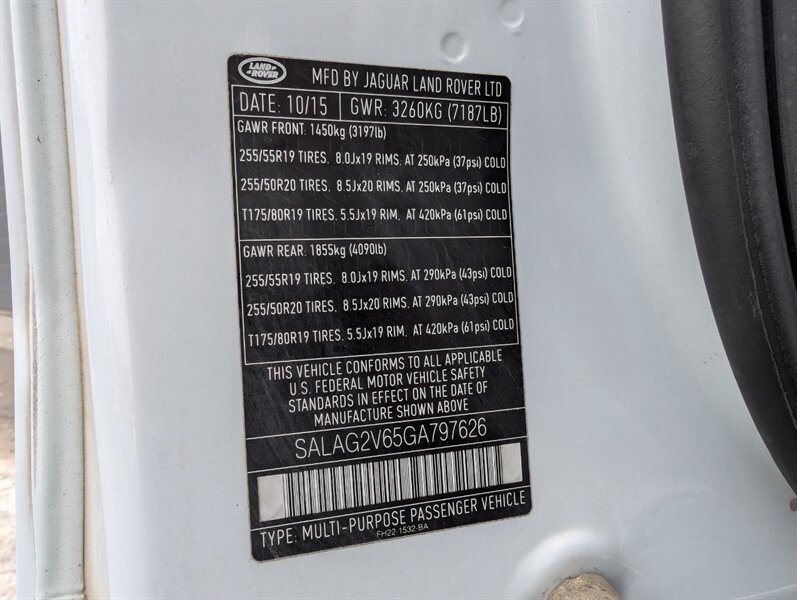 LAND ROVER
MFD BY JAGUAR LAND ROVER LTD
DATE: 10/15 GWR: 3260KG (7187LB)
GAWR FRONT: 1450kg (3197lb)
255/55R19 TIRES. 8.0Jx19 RIMS. AT 250kPa (37psi) COLD
255/50R20 TIRES. 8.5Jx20 RIMS. AT 250kPa (37psi) COLD
T175/80R19 TIRES. 5.5Jx19 RIM. AT 420kPa (61psi) COLD
GAWR REAR: 1855kg (4090lb)
255/55R19 TIRES. 8.0Jx19 RIMS. AT 290kPa (43psi) COLD
255/50R20 TIRES. 8.5Jx20 RIMS. AT 290kPa (43psi) COLD
T175/80R19 TIRES. 5.5Jx19 RIM. AT 420kPa (61psi) COLD
THIS VEHICLE CONFORMS TO ALL APPLICABLE
U.S. FEDERAL MOTOR VEHICLE SAFETY
STANDARDS IN EFFECT ON THE DATE OF
MANUFACTURE SHOWN ABOVE
SALAG2V65GA797626
TYPE: MULTI-PURPOSE PASSENGER VEHICLE
FH22-1532-BA